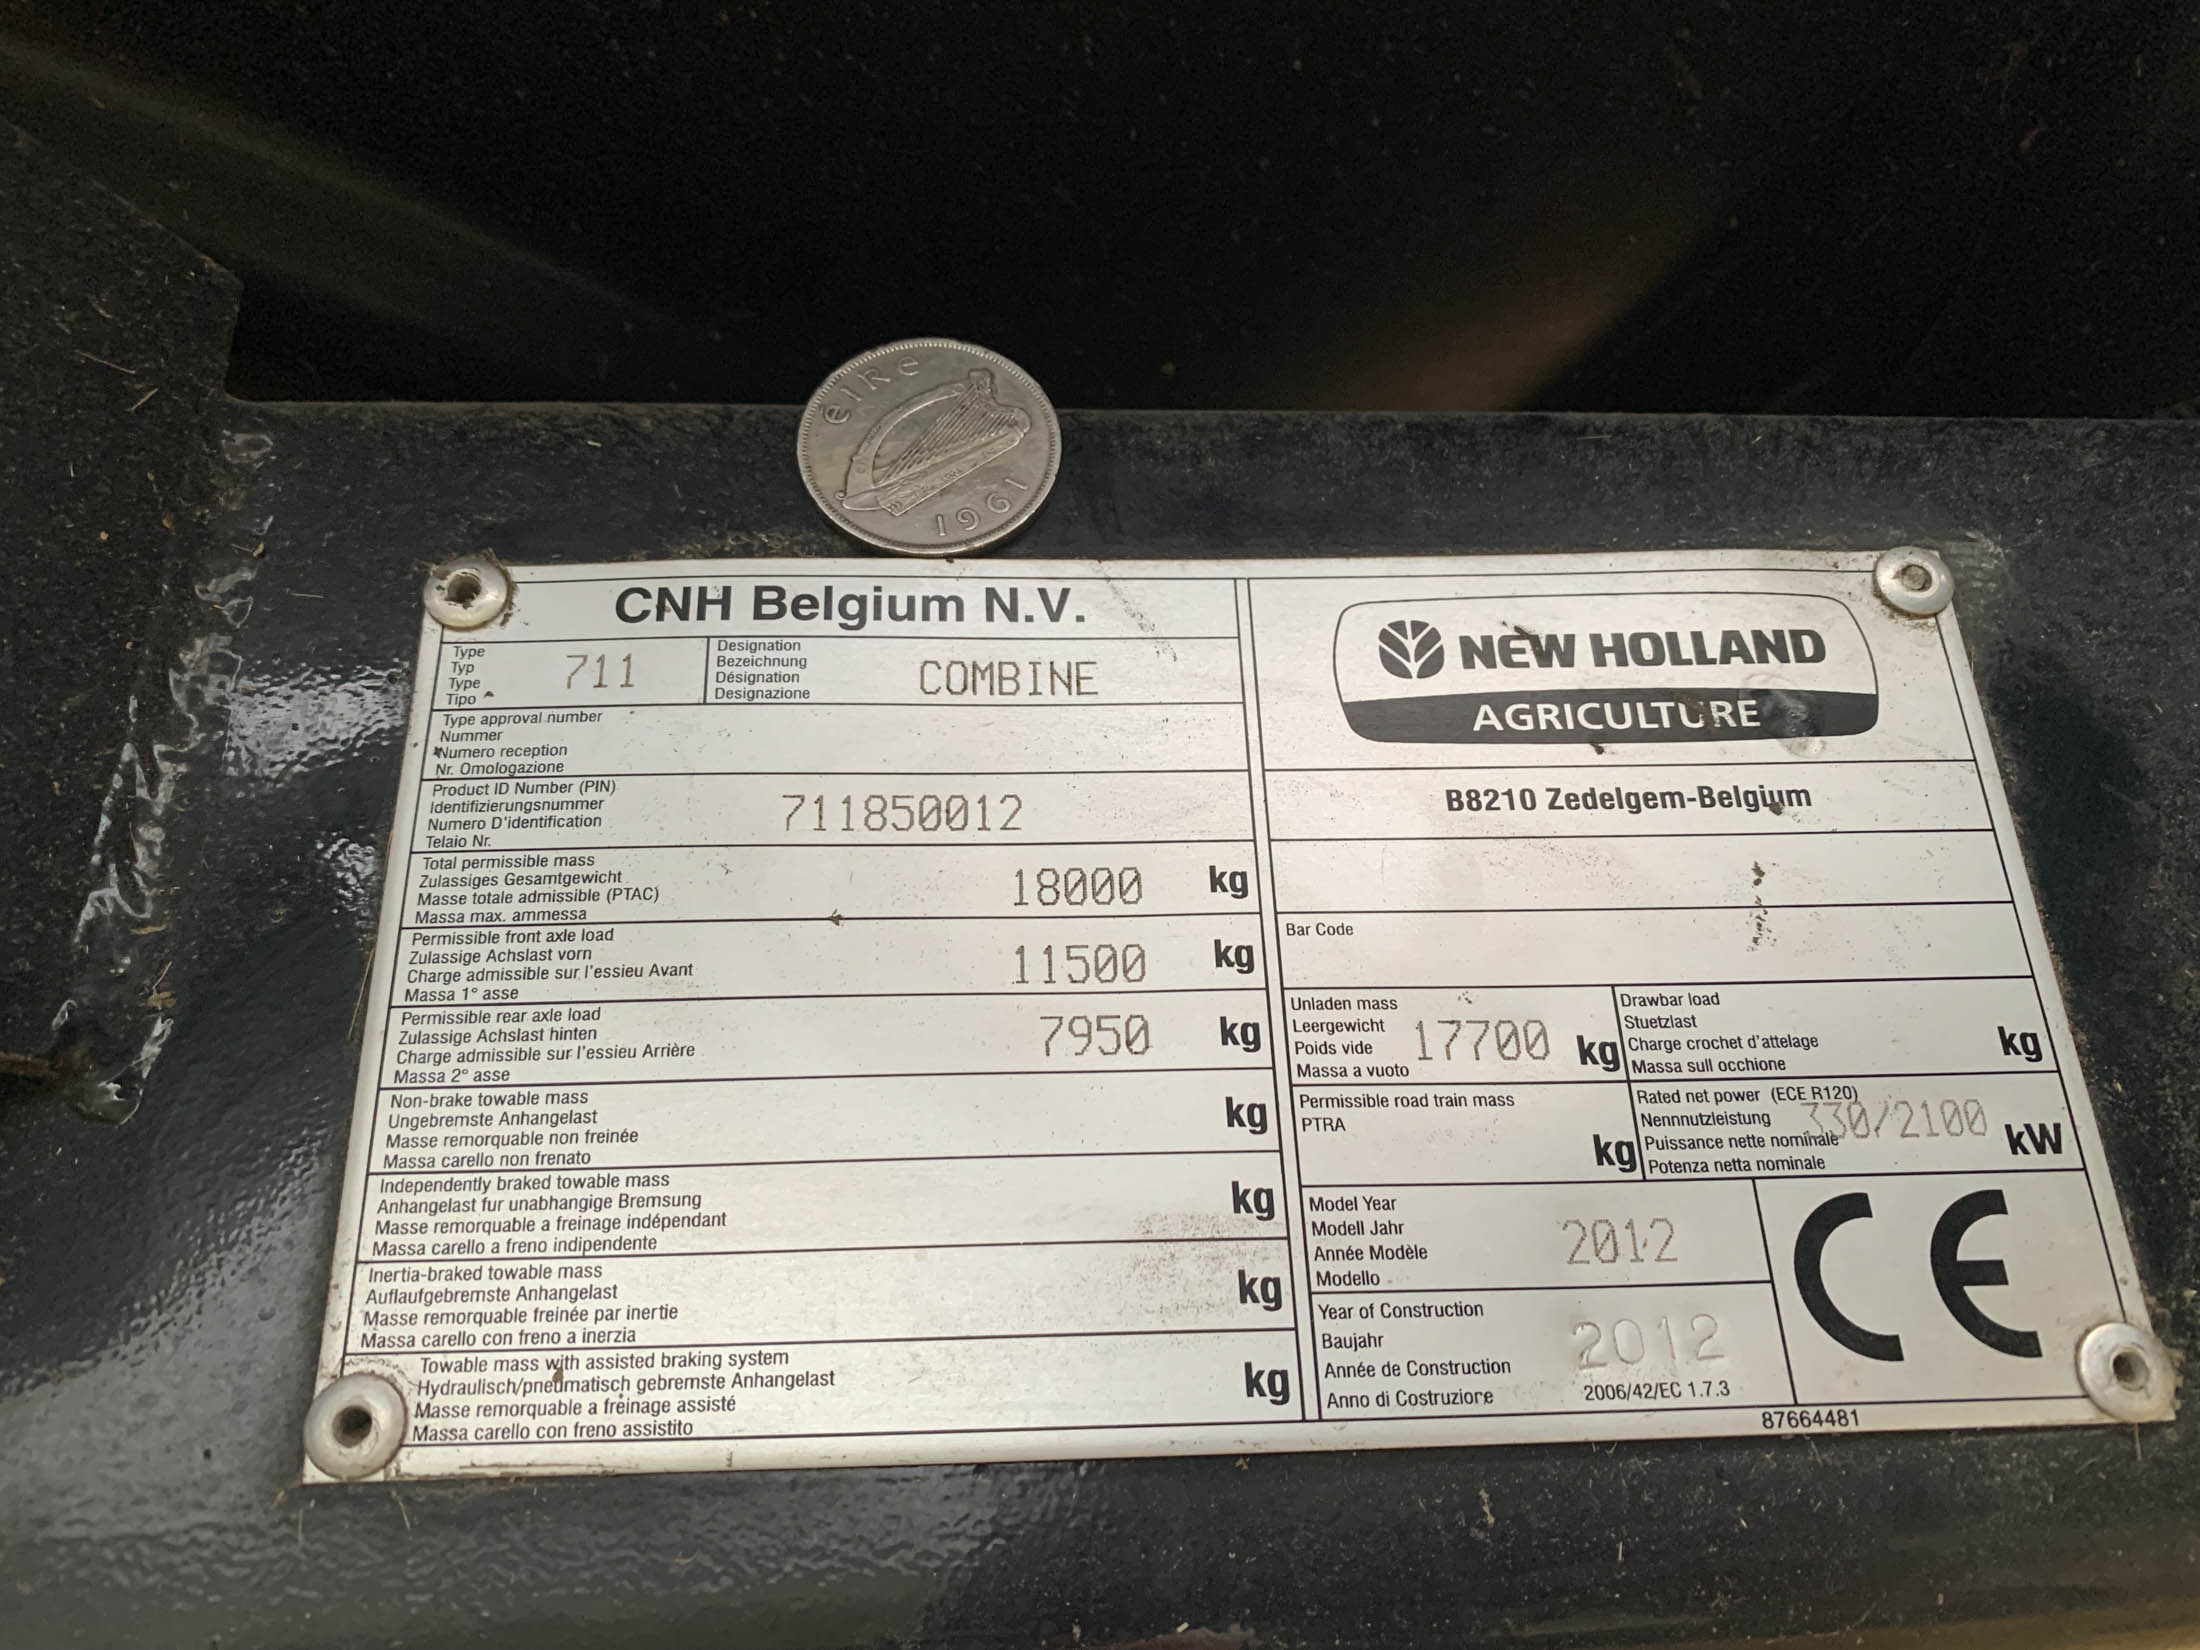 éire
1961
CNH Belgium N.V.
Type
Typ
Type
Tipo
711
Designation
Bezeichnung
Désignation
Designazione
COMBINE
Type approval number
Nummer
Numero reception
Nr. Omologazione
Product ID Number (PIN)
Identifizierungsnummer
Numero D'identification
Telaio Nr.
711850012
Total permissible mass
Zulassiges Gesamtgewicht
Masse totale admissible (PTAC)
Massa max. ammessa
18000 kg
Permissible front axle load
Zulassige Achslast vorn
Charge admissible sur l'essieu Avant
Massa 1° asse
11500 kg
Permissible rear axle load
Zulassige Achslast hinten
Charge admissible sur l'essieu Arrière
Massa 2° asse
7950 kg
Non-brake towable mass
Ungebremste Anhangelast
Masse remorquable non freinée
Massa carello non frenato
kg
Independently braked towable mass
Anhangelast fur unabhangige Bremsung
Masse remorquable a freinage indépendant
Massa carello a freno indipendente
kg
Inertia-braked towable mass
Auflaufgebremste Anhangelast
Masse remorquable freinée par inertie
Massa carello con freno a inerzia
kg
Towable mass with assisted braking system
Hydraulisch/pneumatisch gebremste Anhangelast
Masse remorquable a freinage assisté
Massa carello con freno assistito
kg
NEW HOLLAND
AGRICULTURE
B8210 Zedelgem-Belgium
Bar Code
Unladen mass
Leergewicht
Poids vide
Massa a vuoto
17700 kg
Drawbar load
Stuetzlast
Charge crochet d'attelage
Massa sull occhione
kg
Permissible road train mass
PTRA
kg
Rated net power (ECE R120)
Nennnutzleistung
Puissance nette nominale
Potenza netta nominale
330/2100 kW
Model Year
Modell Jahr
Année Modèle
Modello
2012
Year of Construction
Baujahr
Année de Construction
Anno di Costruzione
2012
2006/42/EC 1.7.3
CE
87664481